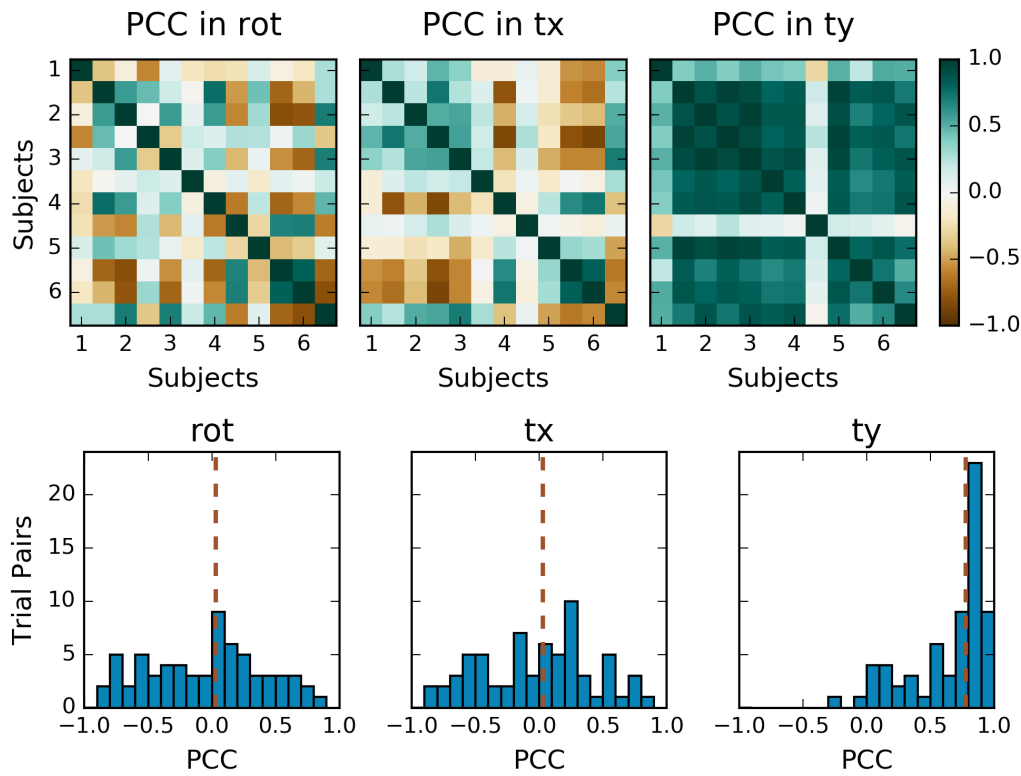 PCC in rot PCC in tx PCC in ty
Subjects
1
2
3
4
5
6
1 2 3 4 5 6
1 2 3 4 5 6
1 2 3 4 5 6
Subjects Subjects Subjects
1.0
0.5
0.0
−0.5
−1.0
rot tx ty
Trial Pairs
20
15
10
5
0
−1.0 −0.5 0.0 0.5 1.0
−1.0 −0.5 0.0 0.5 1.0
−1.0 −0.5 0.0 0.5 1.0
PCC PCC PCC